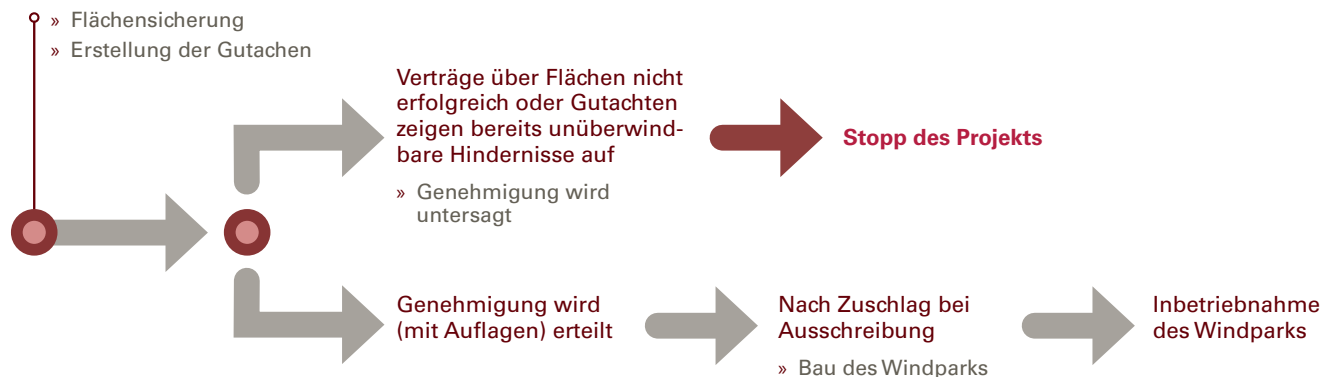 » Flächensicherung
» Erstellung der Gutachen
Verträge über Flächen nicht
erfolgreich oder Gutachten
zeigen bereits unüberwind-
bare Hindernisse auf
» Genehmigung wird
untersagt
Stopp des Projekts
Genehmigung wird
(mit Auflagen) erteilt
Nach Zuschlag bei
Ausschreibung
» Bau des Windparks
Inbetriebnahme
des Windparks